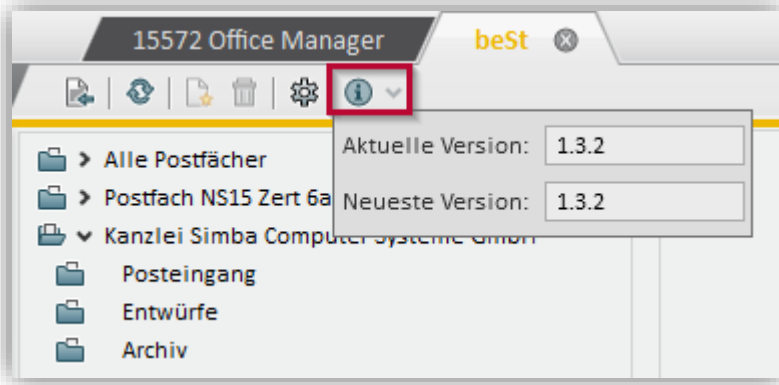 15572 Office Manager beSt
Aktuelle Version: 1.3.2
Neueste Version: 1.3.2
Alle Postfächer
Postfach NS15 Zert 6a
Kanzlei Simba Computer Systeme GmbH
Posteingang
Entwürfe
Archiv